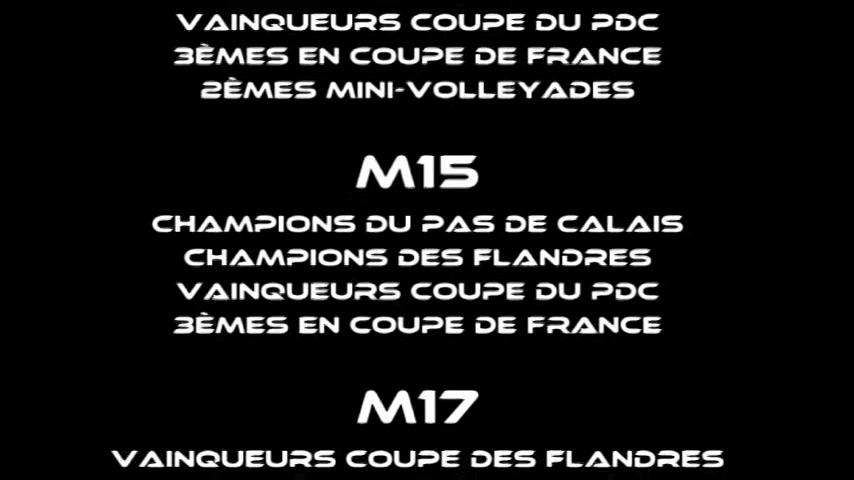 VAINQUEURS COUPE DU PDC
3ÈMES EN COUPE DE FRANCE
2ÈMES MINI-VOLLEYADES
M15
CHAMPIONS DU PAS DE CALAIS
CHAMPIONS DES FLANDRES
VAINQUEURS COUPE DU PDC
3ÈMES EN COUPE DE FRANCE
M17
VAINQUEURS COUPE DES FLANDRES